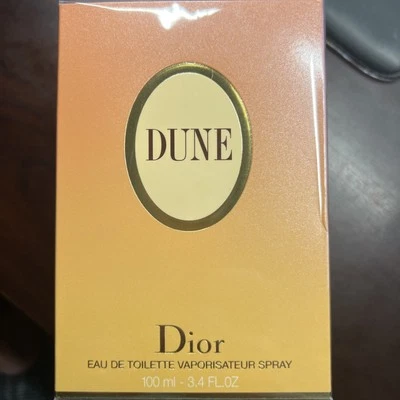 DUNE
Dior
EAU DE TOILETTE VAPORISATEUR SPRAY
100 ml - 3.4 FL.OZ